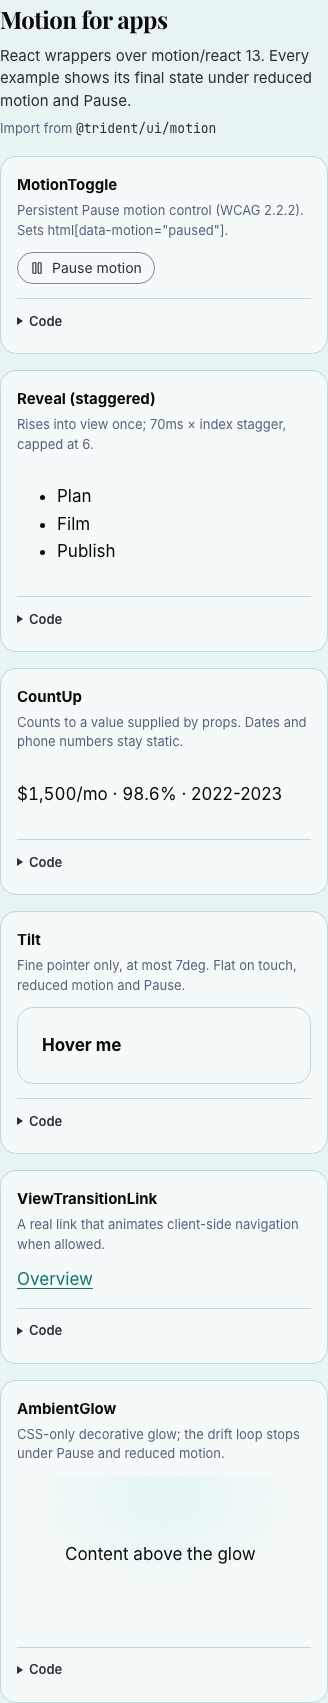 Motion for apps
React wrappers over motion/react 13. Every
example shows its final state under reduced
motion and Pause.
Import from @trident/ui/motion
MotionToggle
Persistent Pause motion control (WCAG 2.2.2).
Sets html[data-motion="paused"].
Pause motion
Code
Reveal (staggered)
Rises into view once; 70ms × index stagger,
capped at 6.
• Plan
• Film
• Publish
Code
CountUp
Counts to a value supplied by props. Dates and
phone numbers stay static.
$1,500/mo · 98.6% · 2022-2023
Code
Tilt
Fine pointer only, at most 7deg. Flat on touch,
reduced motion and Pause.
Hover me
Code
ViewTransitionLink
A real link that animates client-side navigation
when allowed.
Overview
Code
AmbientGlow
CSS-only decorative glow; the drift loop stops
under Pause and reduced motion.
Content above the glow
Code